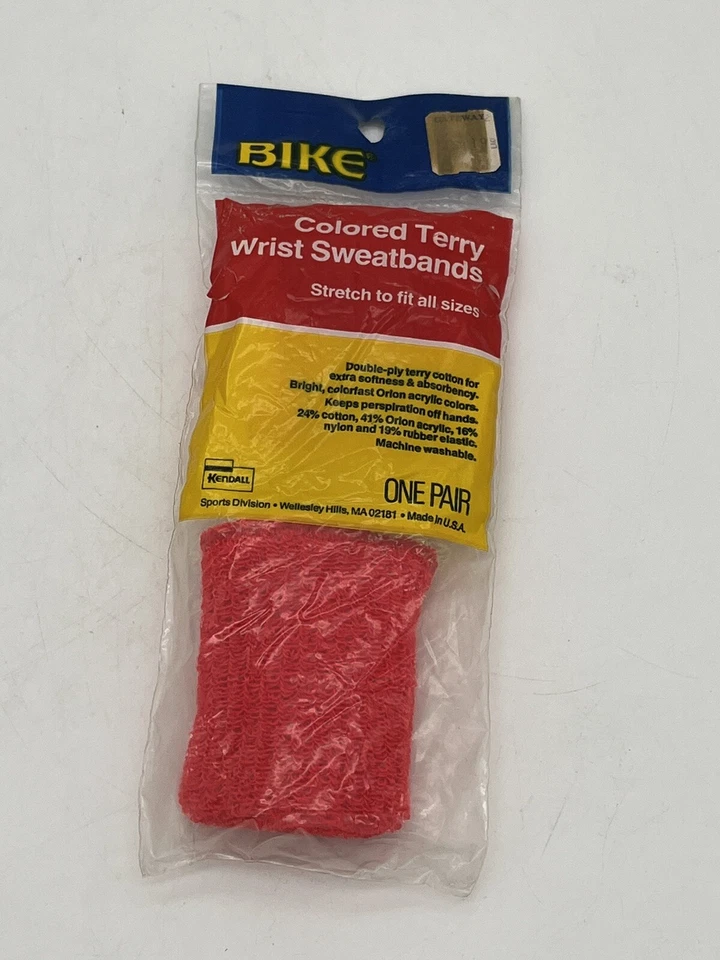 BIKE®
Colored Terry
Wrist Sweatbands
Stretch to fit all sizes
Double-ply terry cotton for
extra softness & absorbency.
Bright, colorfast Orlon acrylic colors.
Keeps perspiration off hands.
24% cotton, 41% Orlon acrylic, 16%
nylon and 19% rubber elastic.
Machine washable.
KENDALL
ONE PAIR
Sports Division • Wellesley Hills, MA 02181 • Made in U.S.A.